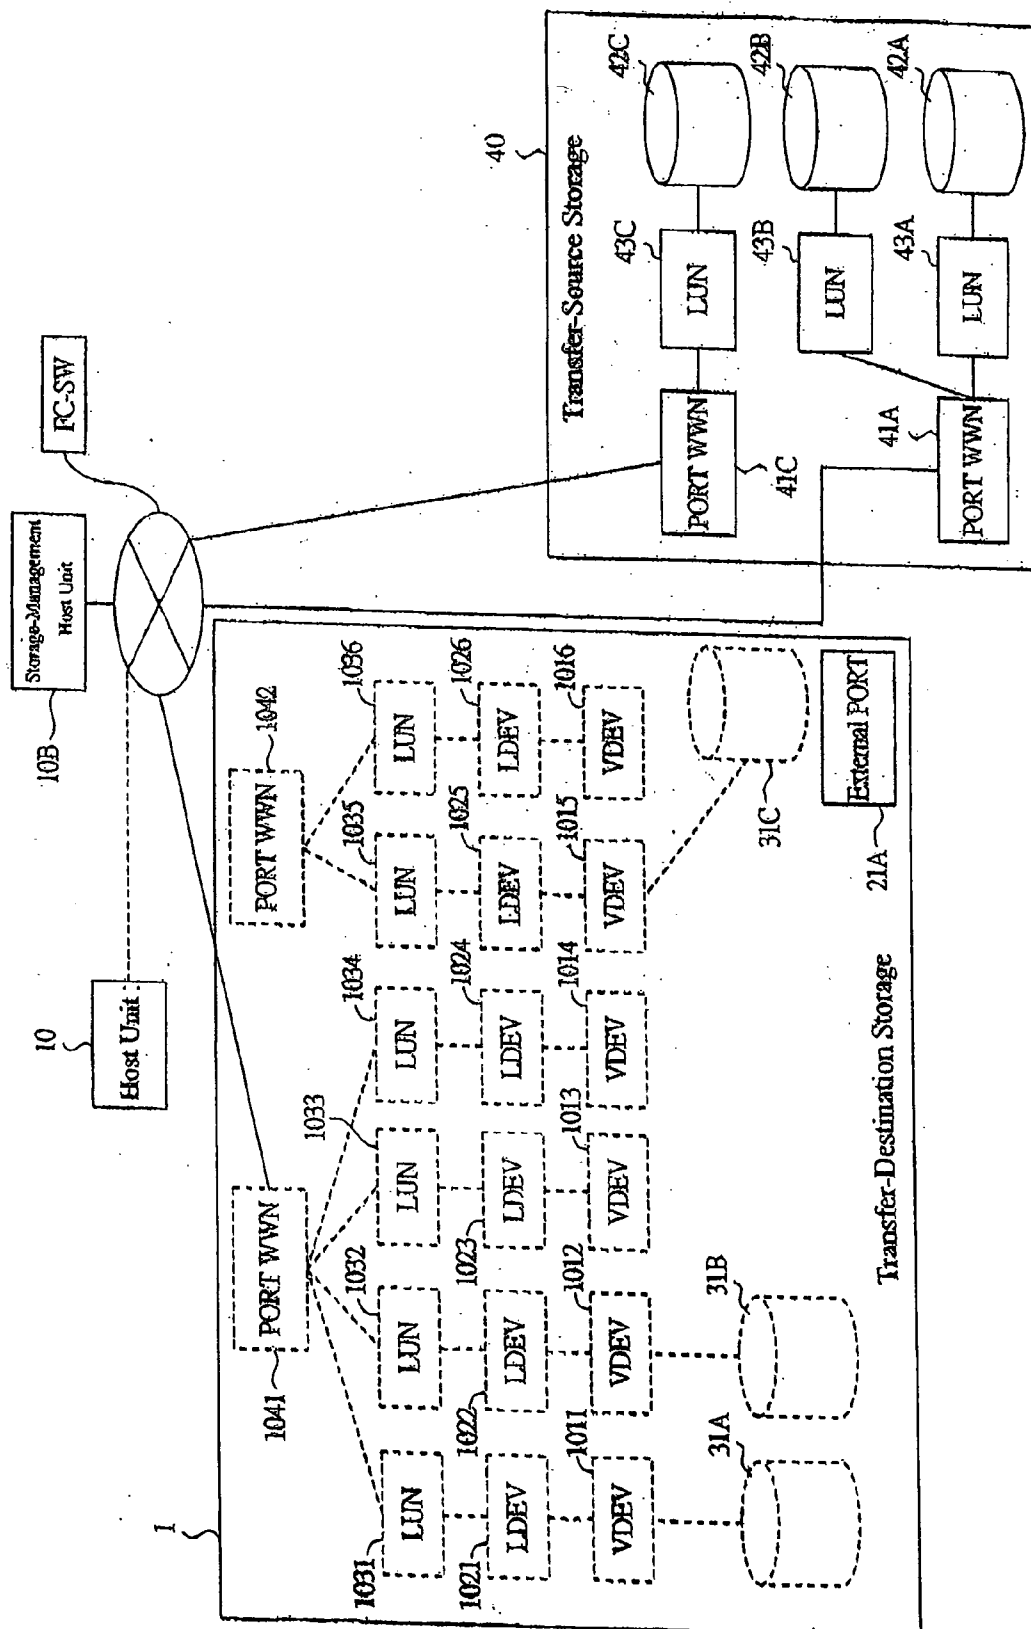 FC-SW
Storage-Management
Host Unit
10B
10
Host Unit
1
1041
PORT WWN
PORT WWN
1042
1031
LUN
1032
LUN
1033
LUN
1034
LUN
1035
LUN
1036
LUN
1021
LDEV
1022
LDEV
1023
LDEV
1024
LDEV
1025
LDEV
1026
LDEV
1011
VDEV
1012
VDEV
1013
VDEV
1014
VDEV
1015
VDEV
1016
VDEV
31A
31B
31C
Transfer-Destination Storage
21A
External PORT
40
Transfer-Source Storage
PORT WWN
41C
LUN
43C
42C
LUN
43B
42B
PORT WWN
41A
LUN
43A
42A